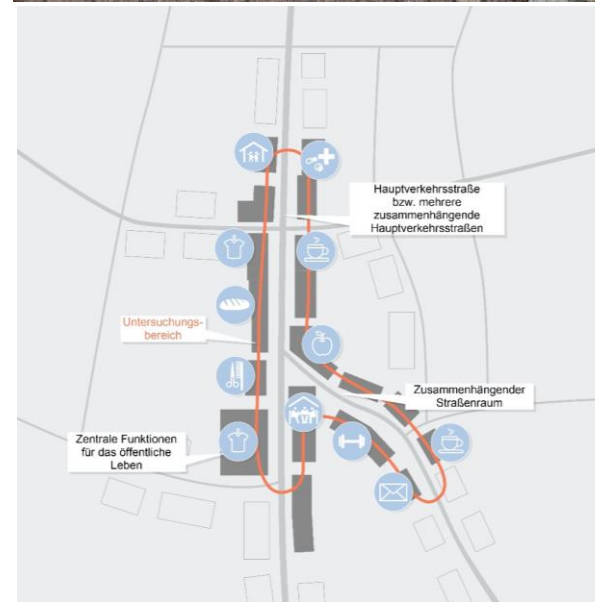 Hauptverkehrsstraße
bzw. mehrere
zusammenhängende
Hauptverkehrsstraßen
Untersuchungs-
bereich
Zusammenhängender
Straßenraum
Zentrale Funktionen
für das öffentliche
Leben